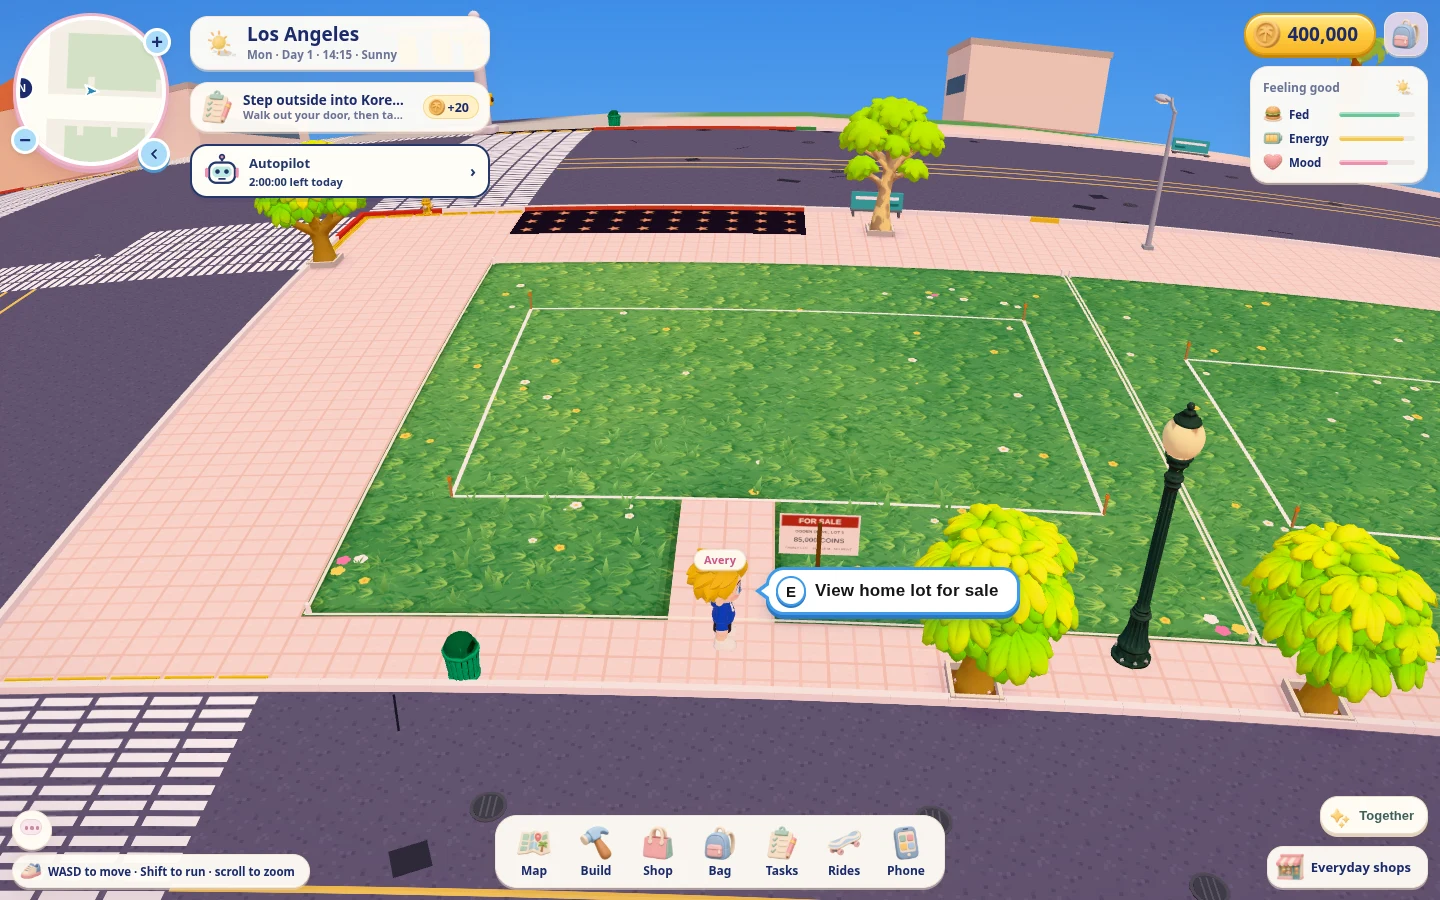 N
Los Angeles
Mon · Day 1 · 14:15 · Sunny
Step outside into Kore...
Walk out your door, then ta...
+20
Autopilot
2:00:00 left today
400,000
Feeling good
Fed
Energy
Mood
FOR SALE
85,000 COINS
Avery
E
View home lot for sale
WASD to move · Shift to run · scroll to zoom
Map
Build
Shop
Bag
Tasks
Rides
Phone
Together
Everyday shops